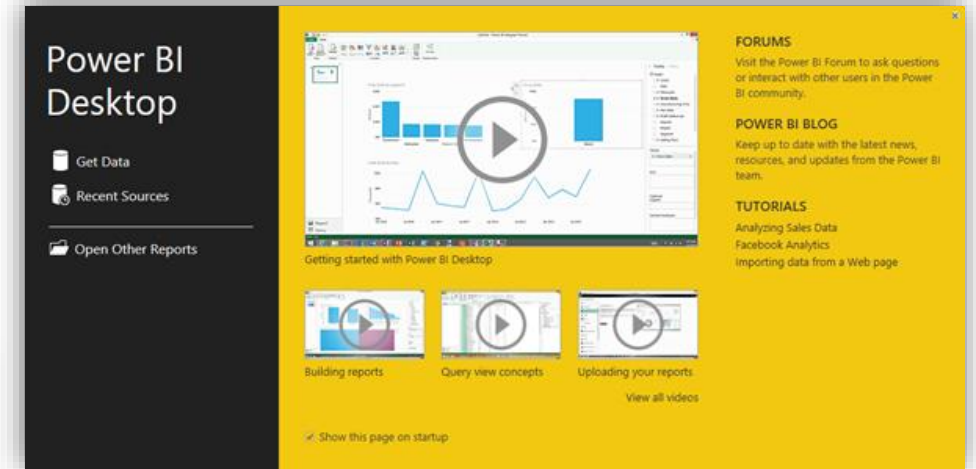 Power BI
Desktop
Get Data
Recent Sources
Open Other Reports
Getting started with Power BI Desktop
Building reports
Query view concepts
Uploading your reports
View all videos
Show this page on startup
FORUMS
Visit the Power BI Forum to ask questions
or interact with other users in the Power
BI community.
POWER BI BLOG
Keep up to date with the latest news,
resources, and updates from the Power BI
team.
TUTORIALS
Analyzing Sales Data
Facebook Analytics
Importing data from a Web page